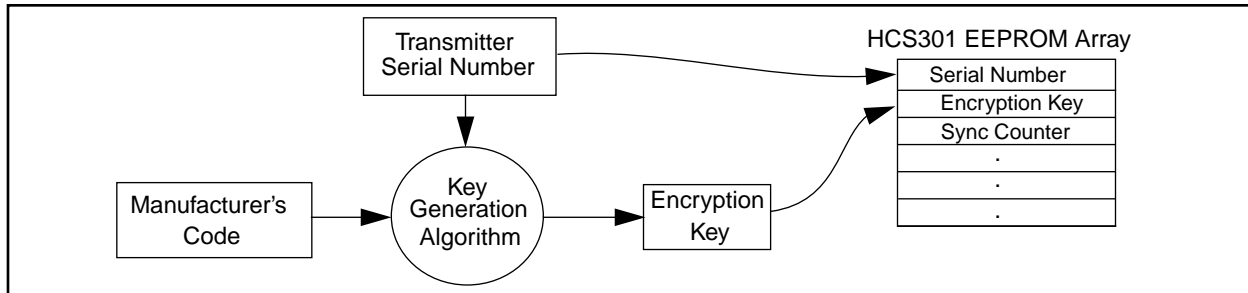 Transmitter
Serial Number
HCS301 EEPROM Array
Serial Number
Encryption Key
Sync Counter
.
.
.
Manufacturer's
Code
Key
Generation
Algorithm
Encryption
Key